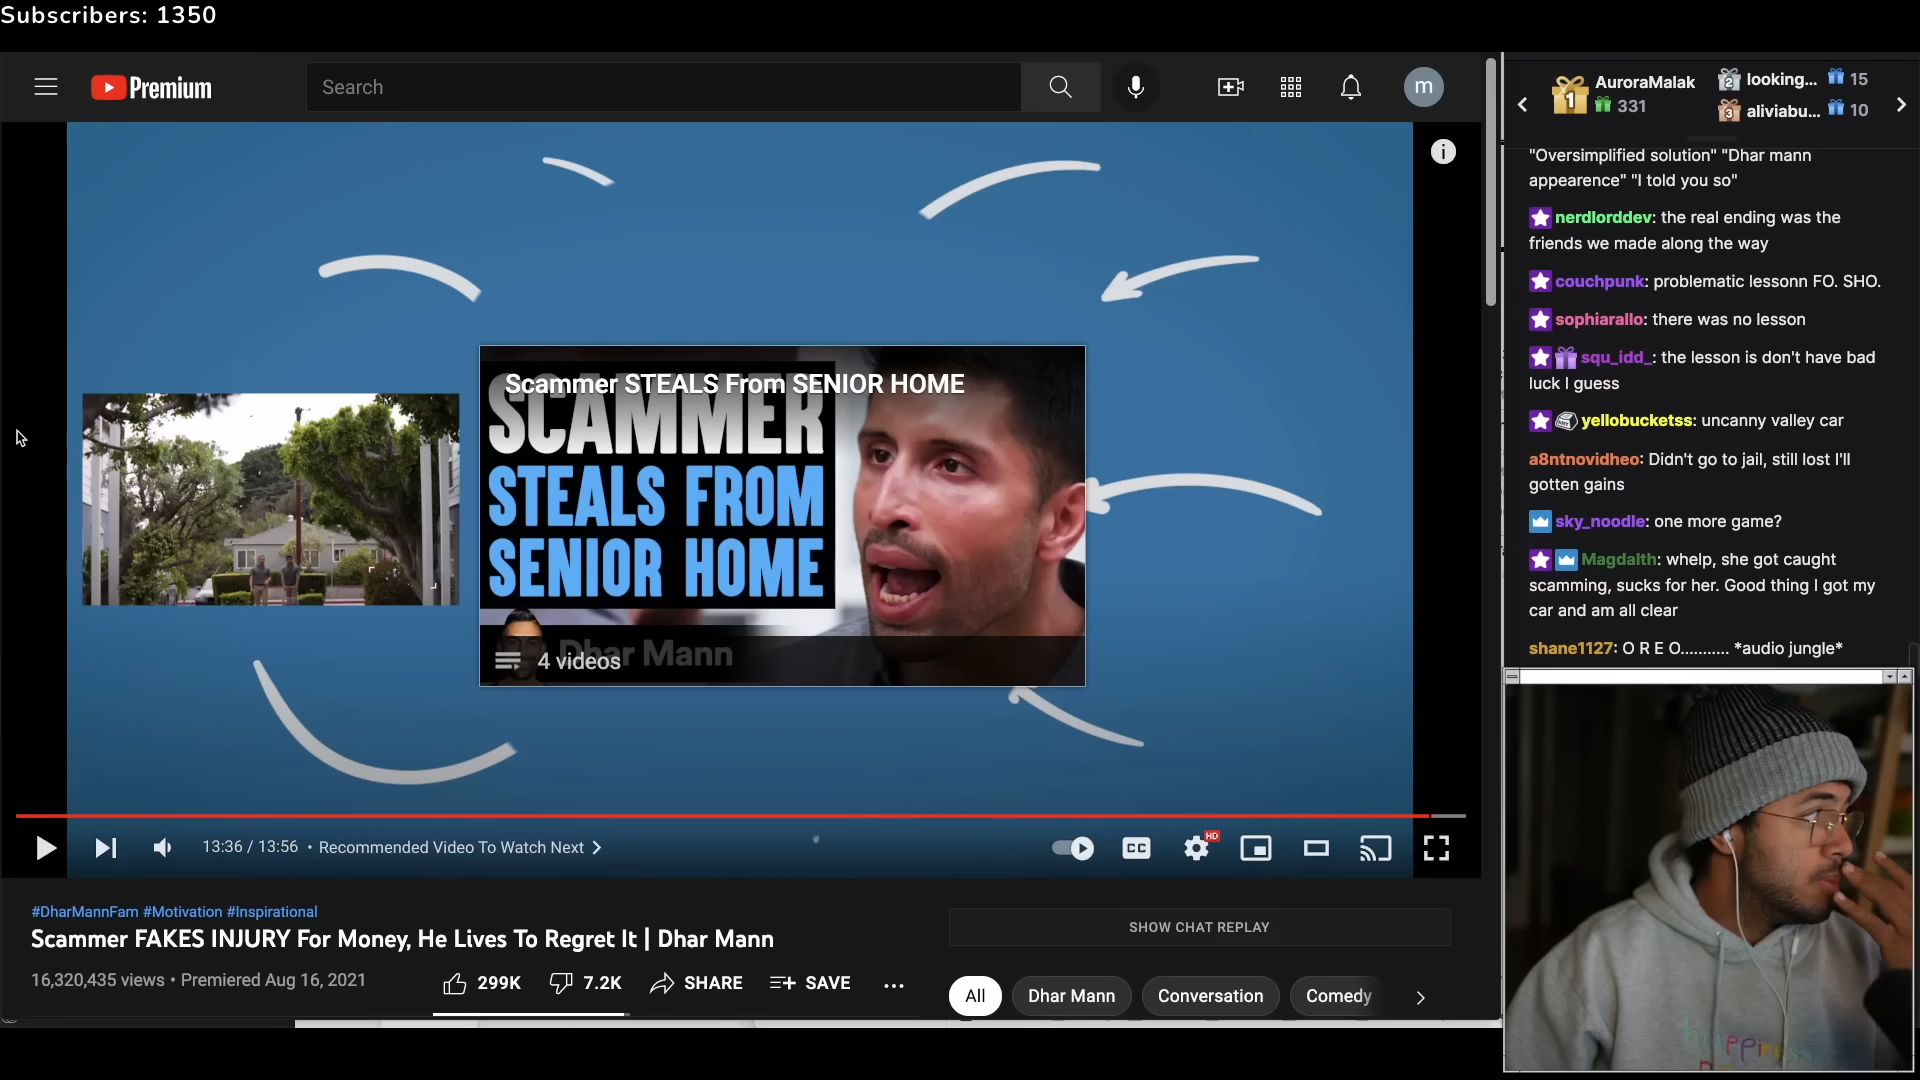 Subscribers: 1350
Premium
Search
m
1
AuroraMalak
331
2
looking...
15
3
aliviabu...
10
"Oversimplified solution" "Dhar mann
appearence" "I told you so"
nerdlorddev: the real ending was the
friends we made along the way
couchpunk: problematic lessonn FO. SHO.
sophiarallo: there was no lesson
squ_idd_: the lesson is don't have bad
luck I guess
yellobucketss: uncanny valley car
a8ntnovidheo: Didn't go to jail, still lost I'll
gotten gains
sky_noodle: one more game?
Magdalth: whelp, she got caught
scamming, sucks for her. Good thing I got my
car and am all clear
shane1127: O R E O........... *audio jungle*
Scammer STEALS From SENIOR HOME
SCAMMER
STEALS FROM
SENIOR HOME
Dhar Mann
4 videos
13:36 / 13:56 • Recommended Video To Watch Next
CC
HD
#DharMannFam #Motivation #Inspirational
Scammer FAKES INJURY For Money, He Lives To Regret It | Dhar Mann
16,320,435 views • Premiered Aug 16, 2021
299K
7.2K
SHARE
SAVE
SHOW CHAT REPLAY
All
Dhar Mann
Conversation
Comedy
happiness